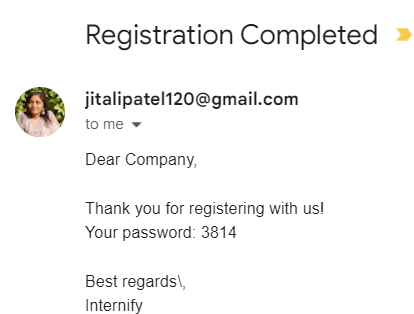 Registration Completed
jitalipatel120@gmail.com
to me
Dear Company,
Thank you for registering with us!
Your password: 3814
Best regards\,
Internify